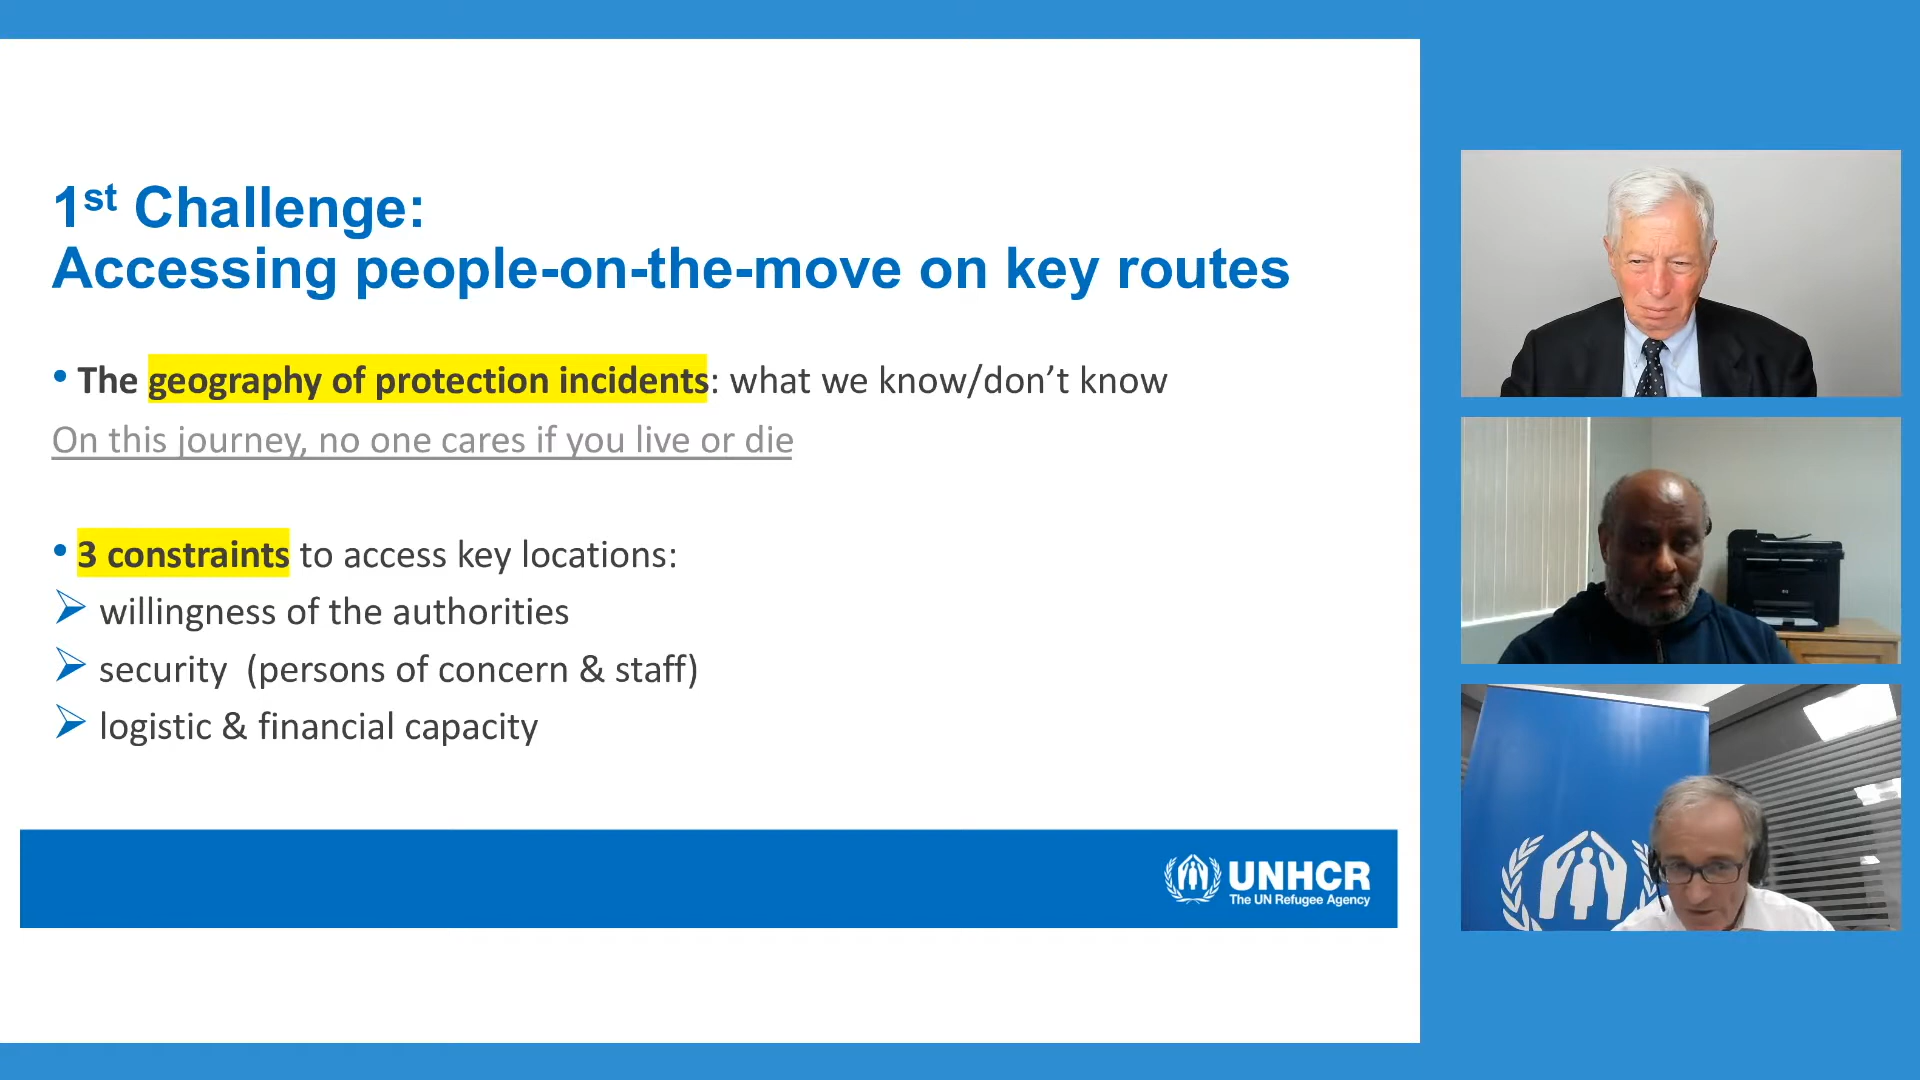 1st Challenge:
Accessing people-on-the-move on key routes
• The geography of protection incidents: what we know/don’t know
On this journey, no one cares if you live or die
• 3 constraints to access key locations:
➢ willingness of the authorities
➢ security (persons of concern & staff)
➢ logistic & financial capacity
UNHCR
The UN Refugee Agency